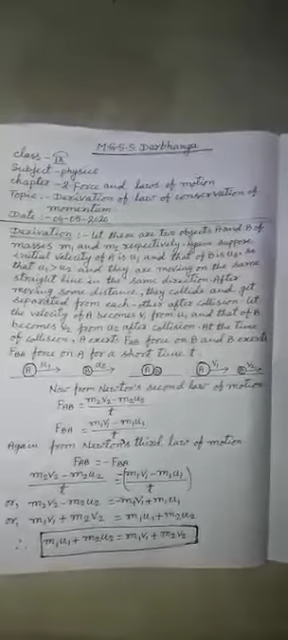 M.G.S.S. Darbhanga
class - IX
Subject - physics
chapter - 2 Force and laws of motion
Topic - Derivation of law of conservation of
momentum
Date :- 09-05-2020
Derivation :- Let there are two objects A and B of
masses m1 and m2 respectively. suppose
initial velocity of A is u1 and that of B is u2, so
that u1>u2 and they are moving on the same
straight line in the same direction. After
moving some distance, they collide and get
separated from each-other after collision. Let
the velocity of A becomes V1 from u1 and that of B
becomes V2 from u2 after collision. At the time
of collision, A exerts FAB force on B and B exerts
FBA force on A for a short time t.
A u1 B u2 A B A V1 B V2
Now from Newton's second law of motion
FAB = m2V2 - m2u2 / t
FBA = m1V1 - m1u1 / t
Again from Newton's third law of motion
FAB = -FBA
m2V2 - m2u2 / t = -(m1V1 - m1u1 / t)
or, m2V2 - m2u2 = -m1V1 + m1u1
or, m1V1 + m2V2 = m1u1 + m2u2
∴ m1u1 + m2u2 = m1V1 + m2V2